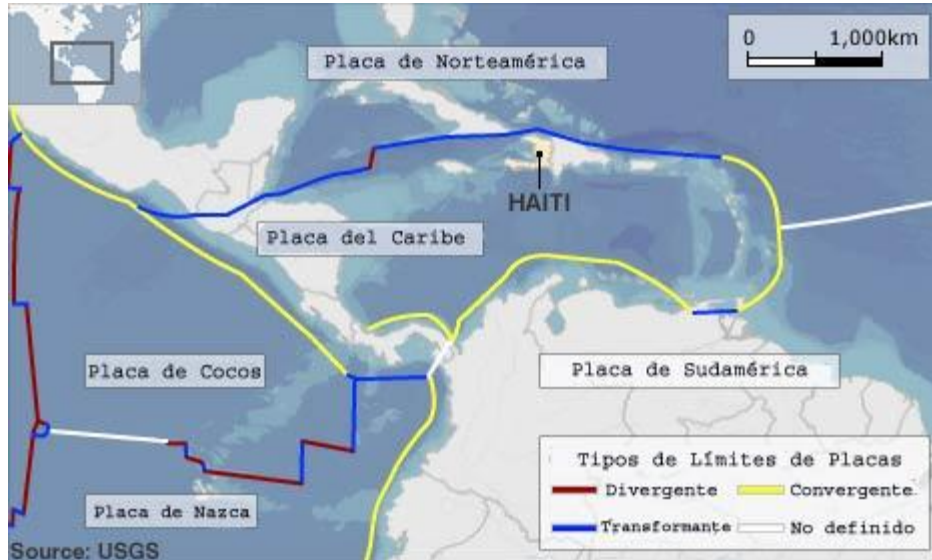 Placa de Norteamérica
0 1,000km
HAITI
Placa del Caribe
Placa de Cocos
Placa de Sudamérica
Tipos de Límites de Placas
Divergente Convergente
Transformante No definido
Placa de Nazca
Source: USGS